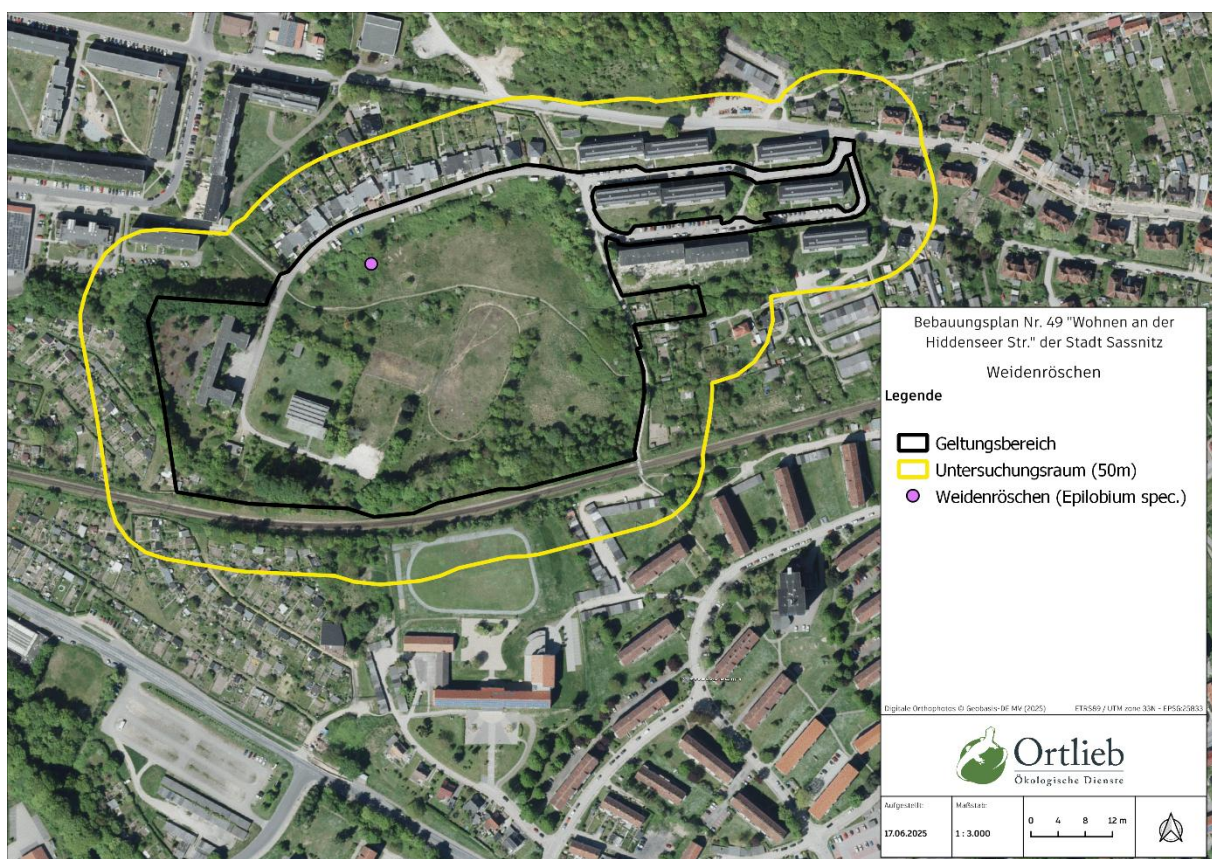 Bebauungsplan Nr. 49 "Wohnen an der
Hiddenseer Str." der Stadt Sassnitz
Weidenröschen
Legende
Geltungsbereich
Untersuchungsraum (50m)
Weidenröschen (Epilobium spec.)
Digitale Orthophotos © Geobasis-DE MV (2025) ETRS89 / UTM zone 33N - EPSG:25833
Ortlieb
Ökologische Dienste
Aufgestellt: Maßstab:
17.06.2025 1 : 3.000
0 4 8 12 m